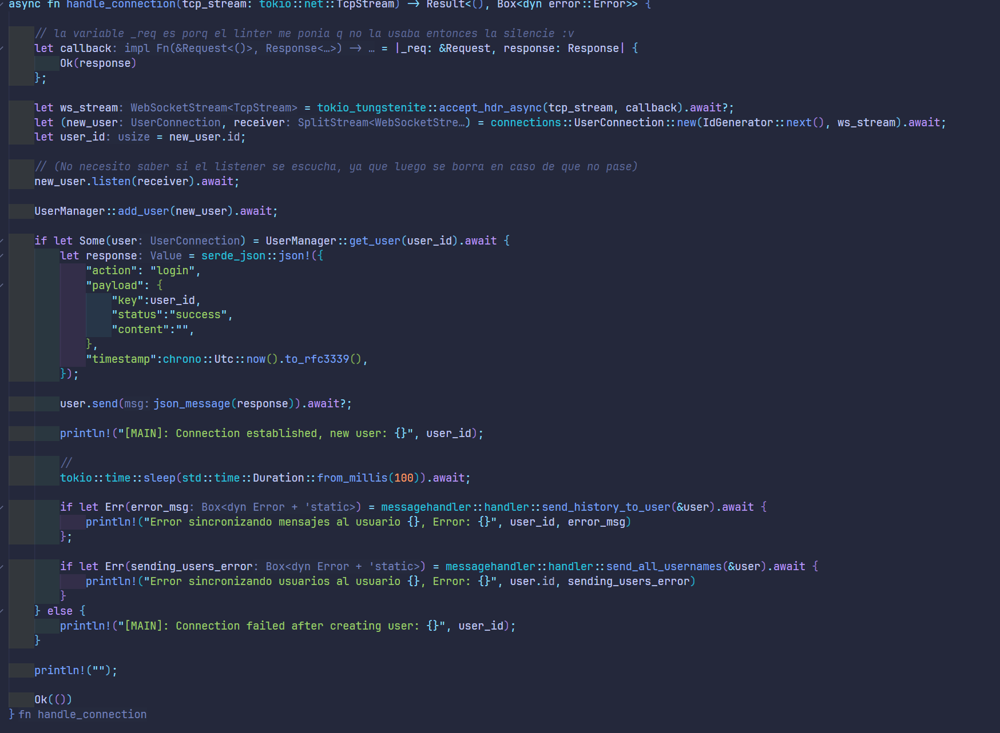 async fn handle_connection(tcp_stream: tokio::net::TcpStream) -> Result<(), Box<dyn error::Error>> {
// la variable _req es porq el linter me ponia q no la usaba entonces la silencie :v
let callback: impl Fn(&Request<()>, Response<…>) -> … = |_req: &Request, response: Response| {
Ok(response)
};
let ws_stream: WebSocketStream<TcpStream> = tokio_tungstenite::accept_hdr_async(tcp_stream, callback).await?;
let (new_user: UserConnection, receiver: SplitStream<WebSocketStre…) = connections::UserConnection::new(IdGenerator::next(), ws_stream).await;
let user_id: usize = new_user.id;
// (No necesito saber si el listener se escucha, ya que luego se borra en caso de que no pase)
new_user.listen(receiver).await;
UserManager::add_user(new_user).await;
if let Some(user: UserConnection) = UserManager::get_user(user_id).await {
let response: Value = serde_json::json!({
"action": "login",
"payload": {
"key":user_id,
"status":"success",
"content":"",
},
"timestamp":chrono::Utc::now().to_rfc3339(),
});
user.send(msg: json_message(response)).await?;
println!("[MAIN]: Connection established, new user: {}", user_id);
//
tokio::time::sleep(std::time::Duration::from_millis(100)).await;
if let Err(error_msg: Box<dyn Error + 'static>) = messagehandler::handler::send_history_to_user(&user).await {
println!("Error sincronizando mensajes al usuario {}, Error: {}", user_id, error_msg)
};
if let Err(sending_users_error: Box<dyn Error + 'static>) = messagehandler::handler::send_all_usernames(&user).await {
println!("Error sincronizando usuarios al usuario {}, Error: {}", user.id, sending_users_error)
}
} else {
println!("[MAIN]: Connection failed after creating user: {}", user_id);
}
println!("");
Ok(())
} fn handle_connection